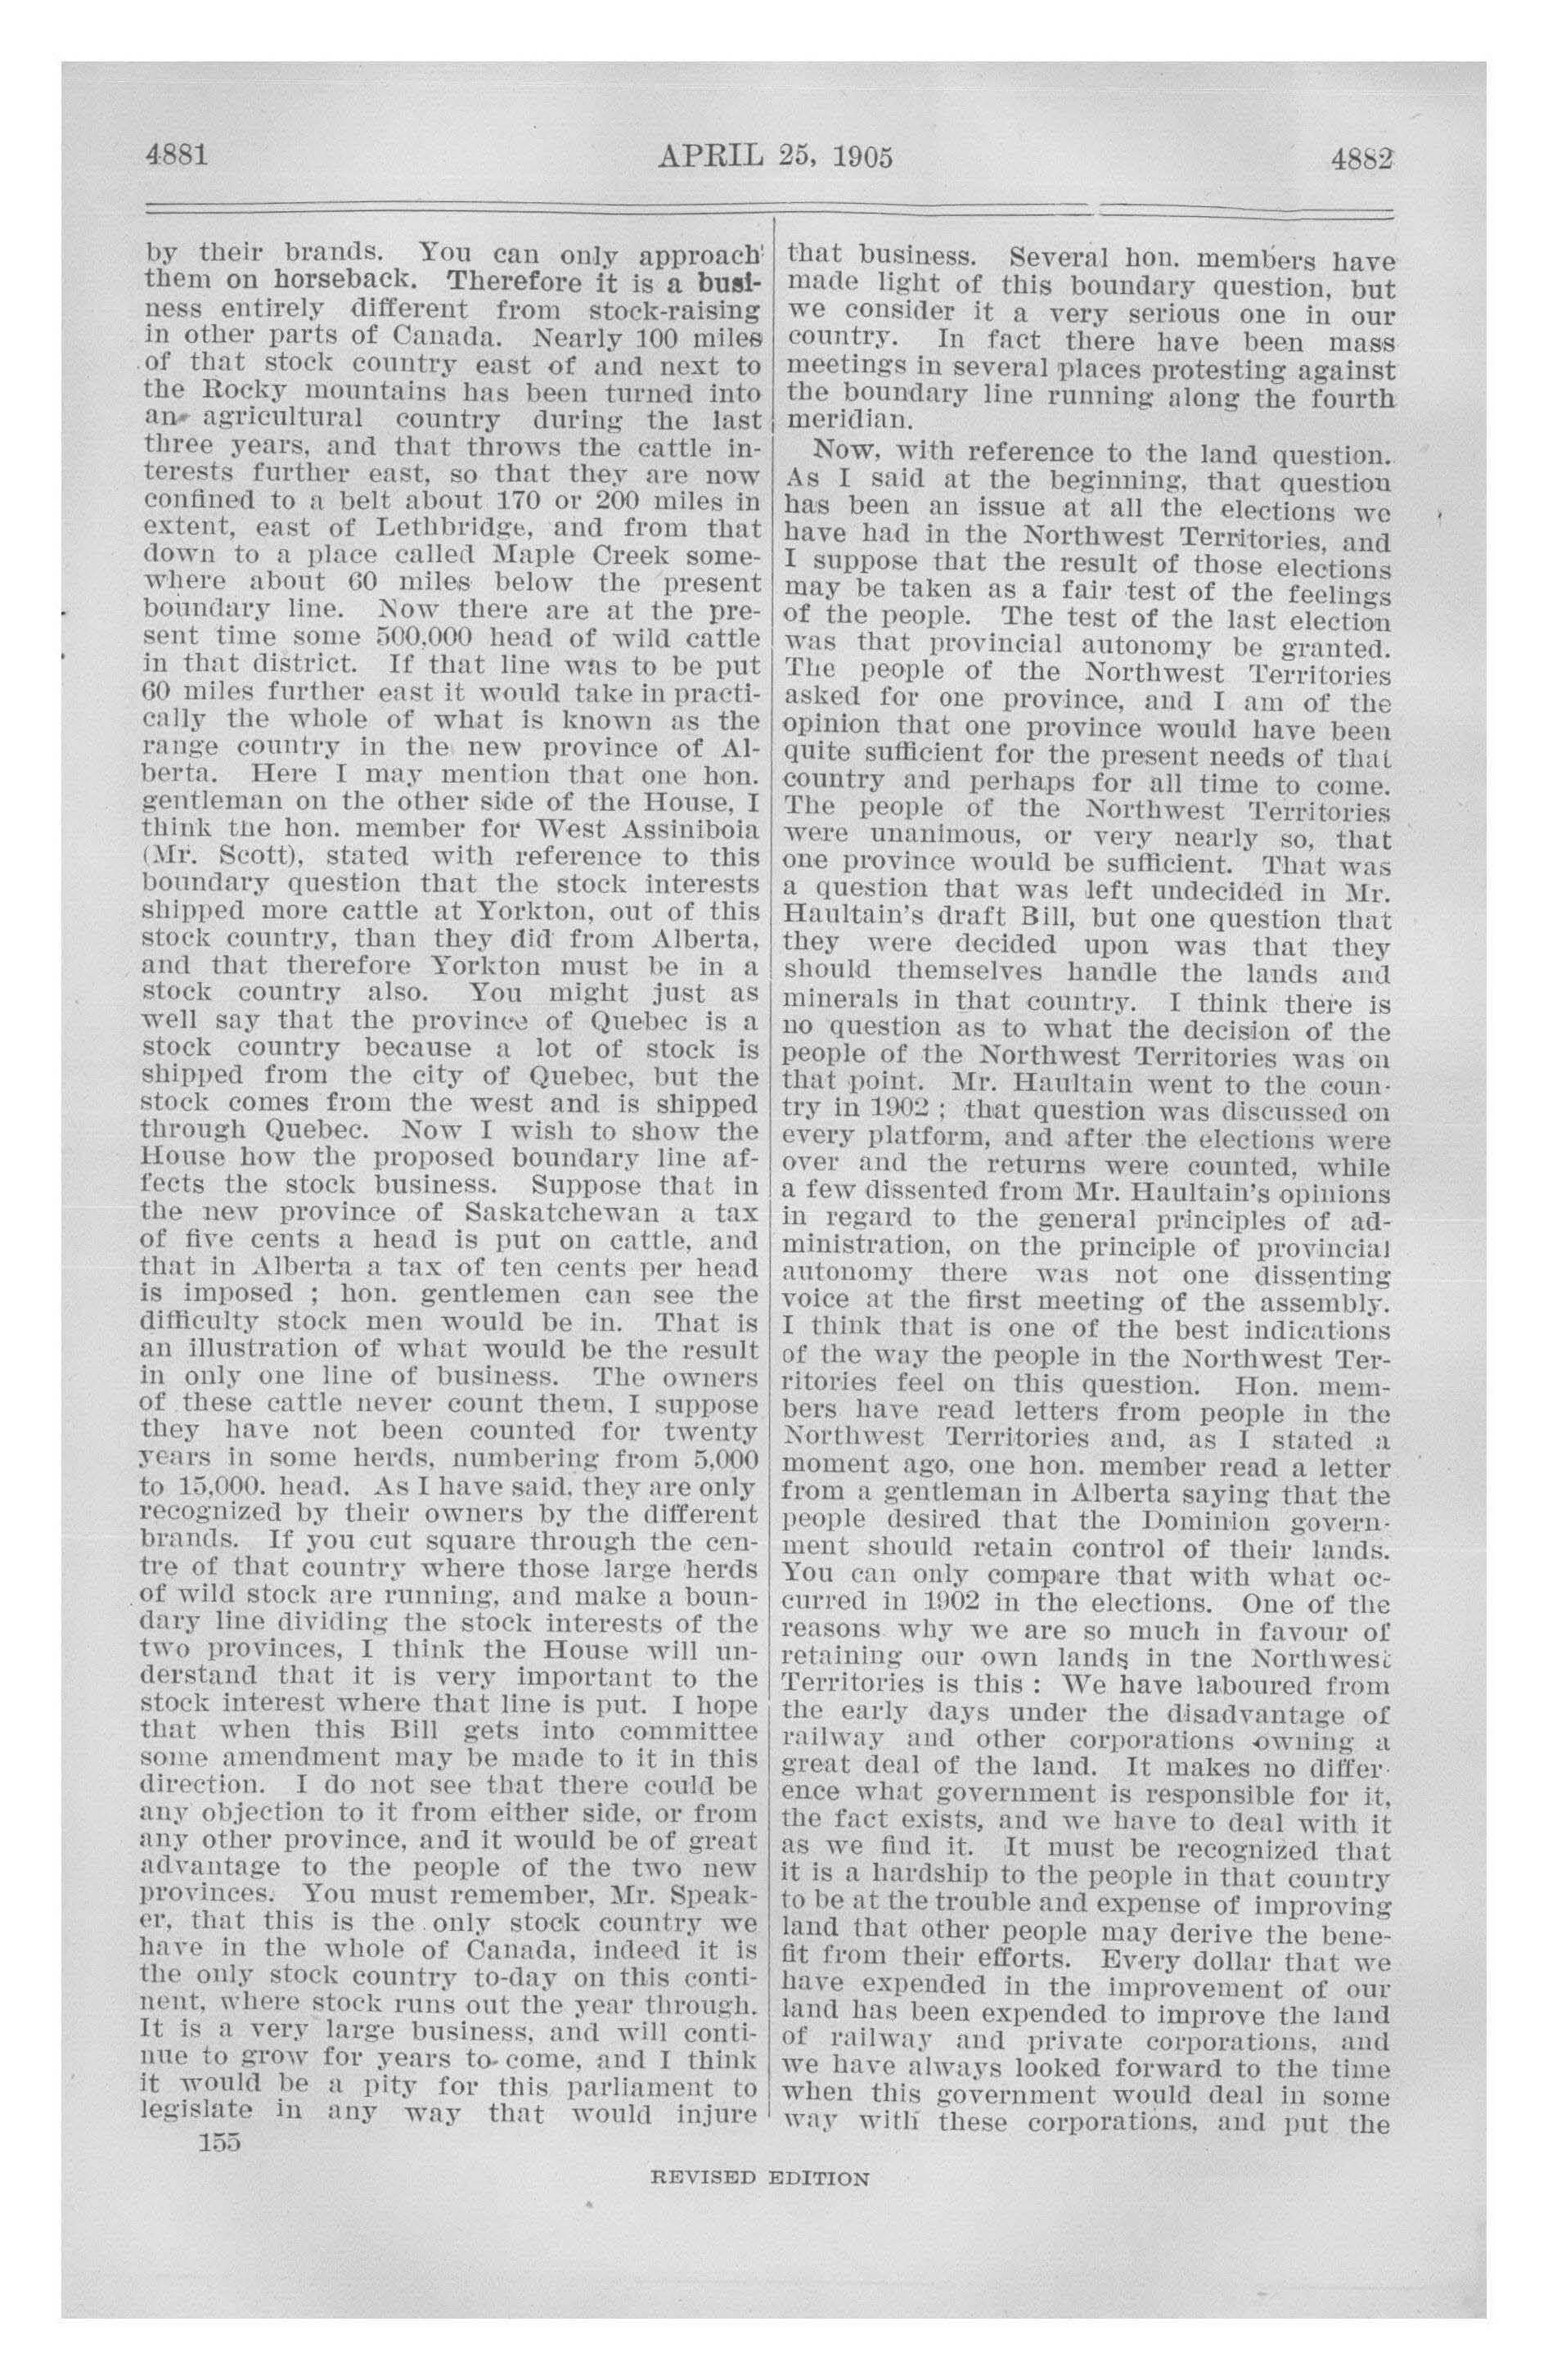 4881
APRIL 25, 1905
4882
by their brands. You can only approach
them on horseback. Therefore it is a busi-
ness entirely different from stock-raising
in other parts of Canada. Nearly 100 miles
of that stock country east of and next to
the Rocky mountains has been turned into
an agricultural country during the last
three years, and that throws the cattle in-
terests further east, so that they are now
confined to a belt about 170 or 200 miles in
extent, east of Lethbridge, and from that
down to a place called Maple Creek some-
where about 60 miles below the present
boundary line. Now there are at the pre-
sent time some 500,000 head of wild cattle
in that district. If that line was to be put
60 miles further east it would take in practi-
cally the whole of what is known as the
range country in the new province of Al-
berta. Here I may mention that one hon.
gentleman on the other side of the House, I
think the hon. member for West Assiniboia
(Mr. Scott), stated with reference to this
boundary question that the stock interests
shipped more cattle at Yorkton, out of this
stock country, than they did from Alberta,
and that therefore Yorkton must be in a
stock country also. You might just as
well say that the province of Quebec is a
stock country because a lot of stock is
shipped from the city of Quebec, but the
stock comes from the west and is shipped
through Quebec. Now I wish to show the
House how the proposed boundary line af-
fects the stock business. Suppose that in
the new province of Saskatchewan a tax
of five cents a head is put on cattle, and
that in Alberta a tax of ten cents per head
is imposed ; hon. gentlemen can see the
difficulty stock men would be in. That is
an illustration of what would be the result
in only one line of business. The owners
of these cattle never count them, I suppose
they have not been counted for twenty
years in some herds, numbering from 5,000
to 15,000. head. As I have said, they are only
recognized by their owners by the different
brands. If you cut square through the cen-
tre of that country where those large herds
of wild stock are running, and make a boun-
dary line dividing the stock interests of the
two provinces, I think the House will un-
derstand that it is very important to the
stock interest where that line is put. I hope
that when this Bill gets into committee
some amendment may be made to it in this
direction. I do not see that there could be
any objection to it from either side, or from
any other province, and it would be of great
advantage to the people of the two new
provinces. You must remember, Mr. Speak-
er, that this is the only stock country we
have in the whole of Canada, indeed it is
the only stock country to-day on this conti-
nent, where stock runs out the year through.
It is a very large business, and will conti-
nue to grow for years to come, and I think
it would be a pity for this parliament to
legislate in any way that would injure
155
that business. Several hon. members have
made light of this boundary question, but
we consider it a very serious one in our
country. In fact there have been mass
meetings in several places protesting against
the boundary line running along the fourth
meridian.
Now, with reference to the land question.
As I said at the beginning, that question
has been an issue at all the elections we
have had in the Northwest Territories, and
I suppose that the result of those elections
may be taken as a fair test of the feelings
of the people. The test of the last election
was that provincial autonomy be granted.
The people of the Northwest Territories
asked for one province, and I am of the
opinion that one province would have been
quite sufficient for the present needs of that
country and perhaps for all time to come.
The people of the Northwest Territories
were unanimous, or very nearly so, that
one province would be sufficient. That was
a question that was left undecided in Mr.
Haultain's draft Bill, but one question that
they were decided upon was that they
should themselves handle the lands and
minerals in that country. I think there is
no question as to what the decision of the
people of the Northwest Territories was on
that point. Mr. Haultain went to the coun-
try in 1902 ; that question was discussed on
every platform, and after the elections were
over and the returns were counted, while
a few dissented from Mr. Haultain's opinions
in regard to the general principles of ad-
ministration, on the principle of provincial
autonomy there was not one dissenting
voice at the first meeting of the assembly.
I think that is one of the best indications
of the way the people in the Northwest Ter-
ritories feel on this question. Hon. mem-
bers have read letters from people in the
Northwest Territories and, as I stated a
moment ago, one hon. member read a letter
from a gentleman in Alberta saying that the
people desired that the Dominion govern-
ment should retain control of their lands.
You can only compare that with what oc-
curred in 1902 in the elections. One of the
reasons why we are so much in favour of
retaining our own lands in the Northwest
Territories is this : We have laboured from
the early days under the disadvantage of
railway and other corporations owning a
great deal of the land. It makes no differ-
ence what government is responsible for it,
the fact exists, and we have to deal with it
as we find it. It must be recognized that
it is a hardship to the people in that country
to be at the trouble and expense of improving
land that other people may derive the bene-
fit from their efforts. Every dollar that we
have expended in the improvement of our
land has been expended to improve the land
of railway and private corporations, and
we have always looked forward to the time
when this government would deal in some
way with these corporations, and put the
REVISED EDITION